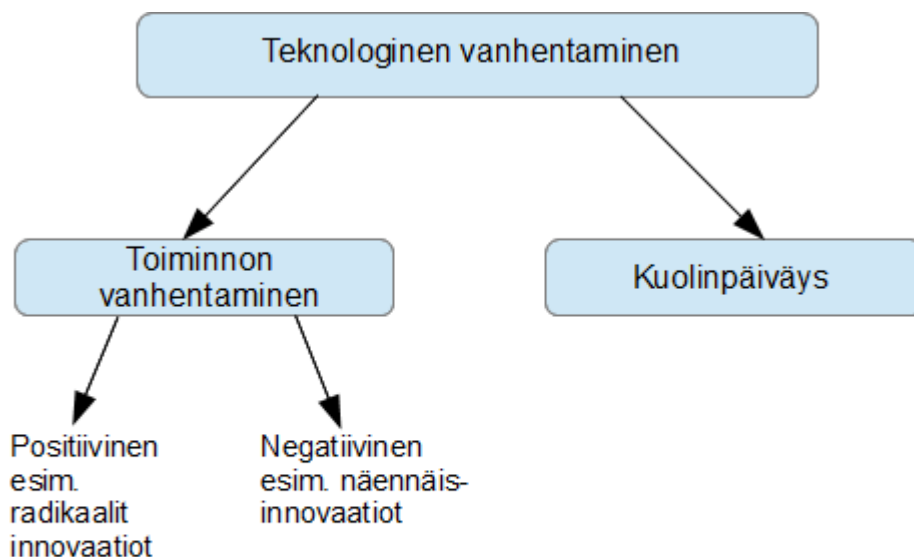 Teknologinen vanhentaminen
Toiminnon
vanhentaminen
Kuolinpäiväys
Positiivinen
esim.
radikaalit
innovaatiot
Negatiivinen
esim. näennäis-
innovaatiot